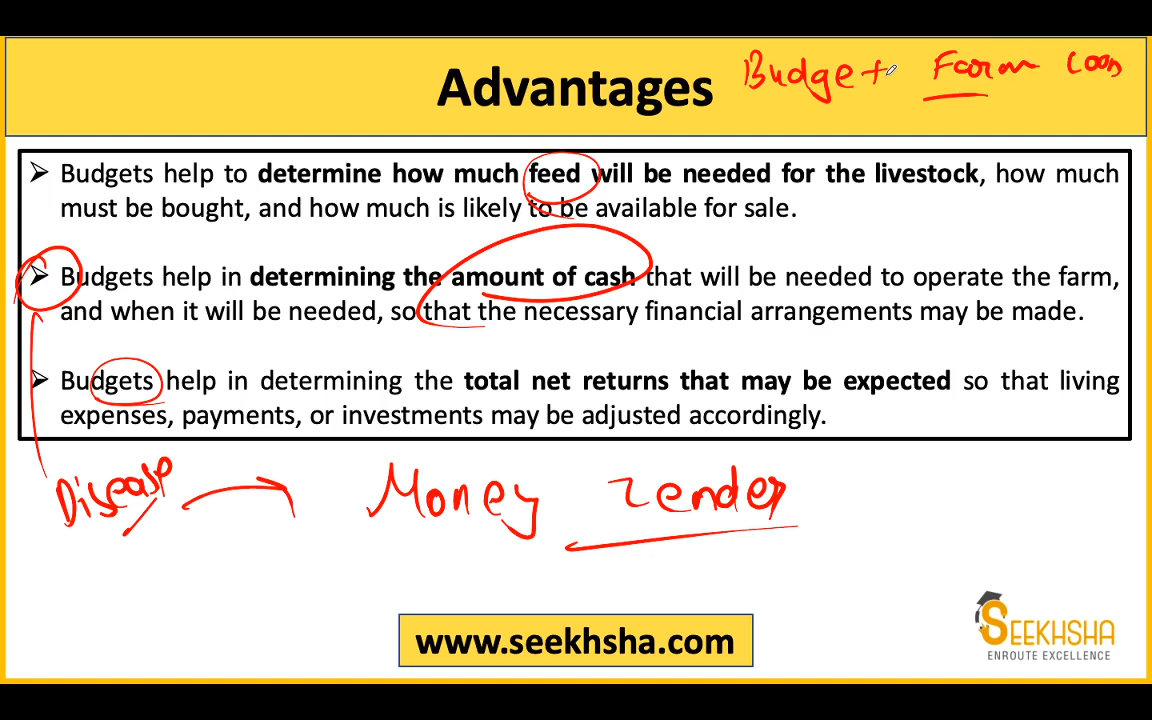 Advantages
Budget Farm Loan
➢ Budgets help to determine how much feed will be needed for the livestock, how much
must be bought, and how much is likely to be available for sale.
➢ Budgets help in determining the amount of cash that will be needed to operate the farm,
and when it will be needed, so that the necessary financial arrangements may be made.
➢ Budgets help in determining the total net returns that may be expected so that living
expenses, payments, or investments may be adjusted accordingly.
Disease → Money Lender
www.seekhsha.com
SEEKHSHA
ENROUTE EXCELLENCE